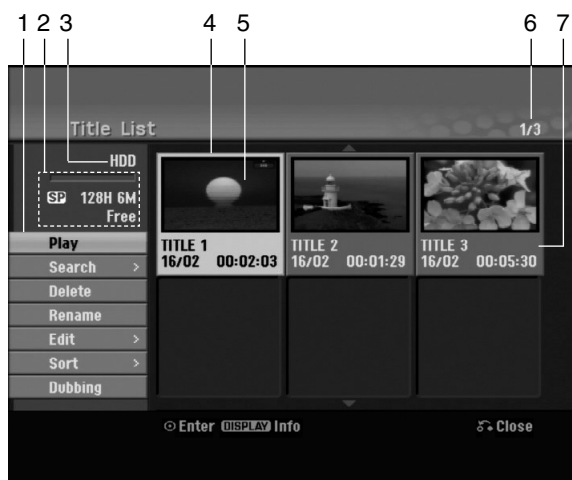 1 2 3 4 5 6 7
Title List
1/3
HDD
SP 128H 6M
Free
Play
Search >
Delete
Rename
Edit >
Sort >
Dubbing
TITLE 1
16/02 00:02:03
TITLE 2
16/02 00:01:29
TITLE 3
16/02 00:05:30
Enter DISPLAY Info
Close